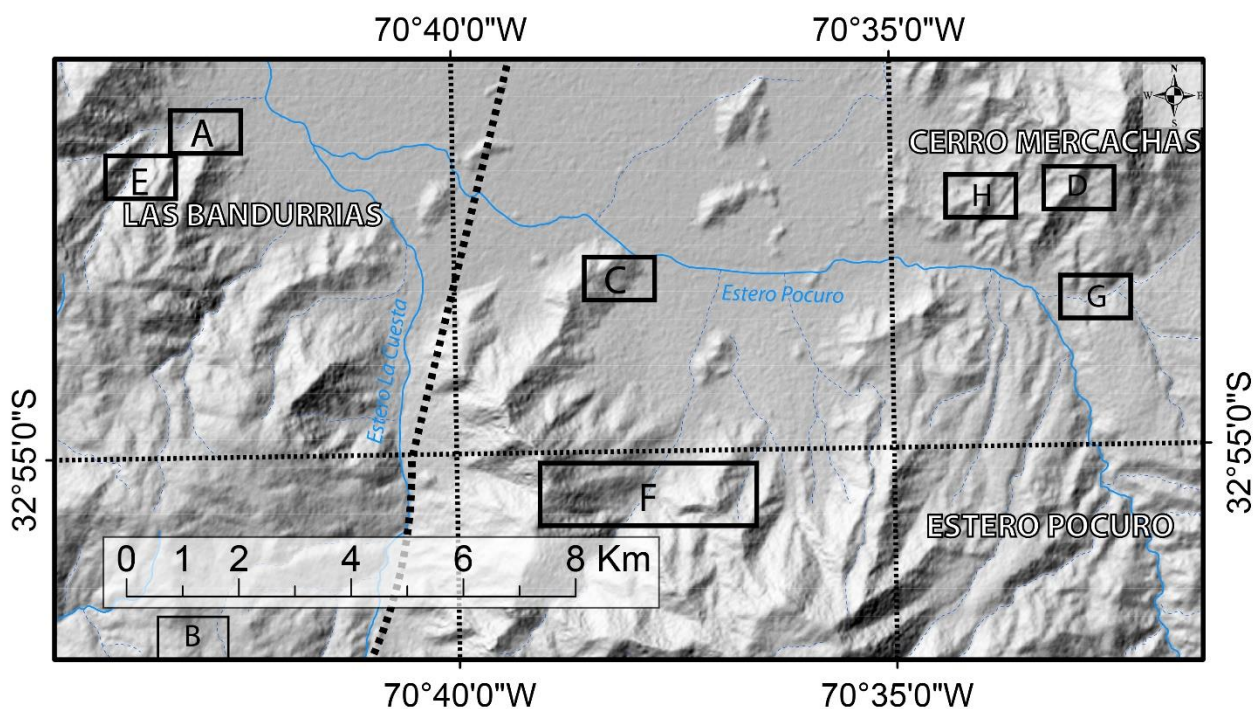 70°40'0"W
70°35'0"W
N
W
E
S
A
CERRO MERCACHAS
E
H
D
LAS BANDURRIAS
C
Estero Pocuro
G
Estero La Cuesta
32°55'0"S
32°55'0"S
F
ESTERO POCURO
0 1 2 4 6 8 Km
B
70°40'0"W
70°35'0"W